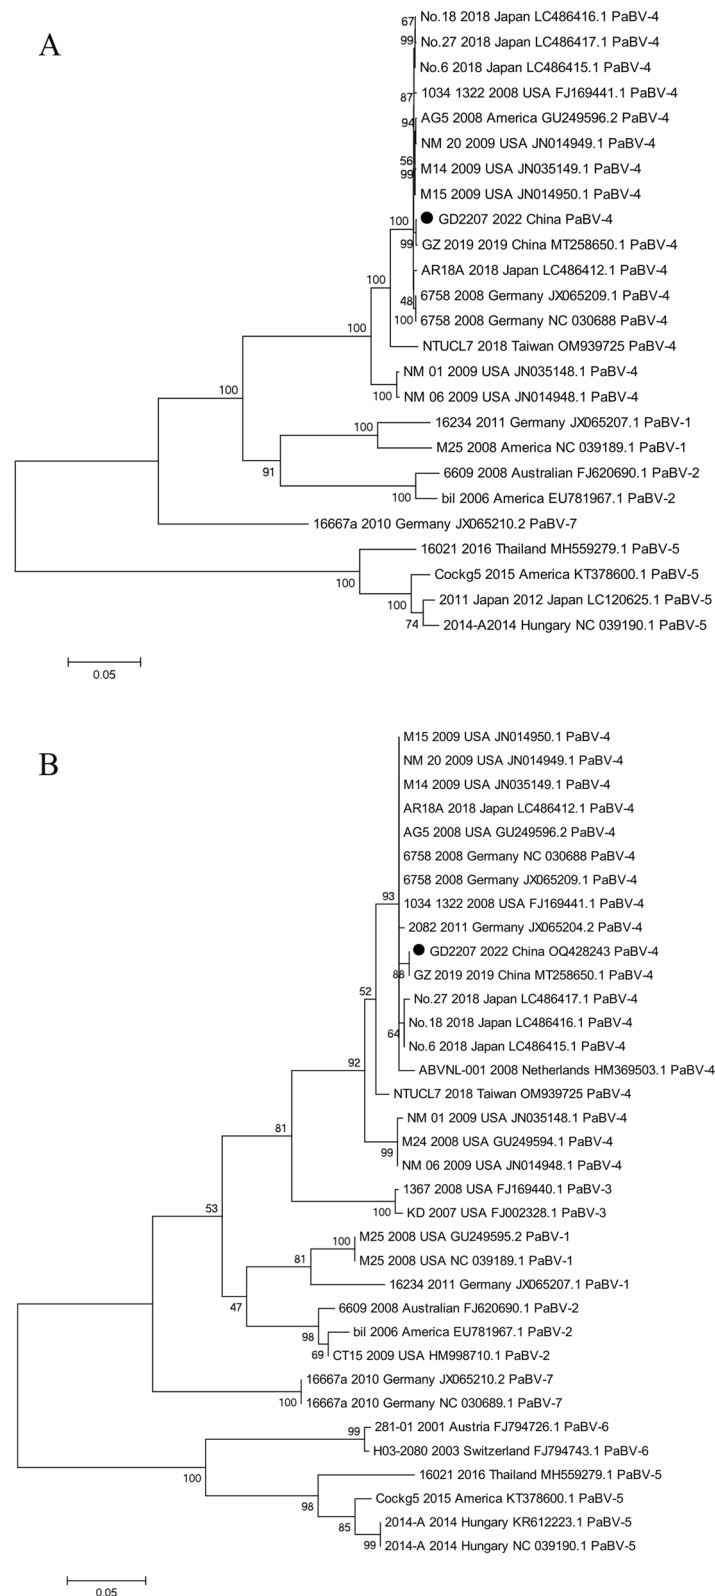 A
67
No.18 2018 Japan LC486416.1 PaBV-4
99
No.27 2018 Japan LC486417.1 PaBV-4
No.6 2018 Japan LC486415.1 PaBV-4
87
1034 1322 2008 USA FJ169441.1 PaBV-4
94
AG5 2008 America GU249596.2 PaBV-4
NM 20 2009 USA JN014949.1 PaBV-4
56
M14 2009 USA JN035149.1 PaBV-4
99
M15 2009 USA JN014950.1 PaBV-4
100
GD2207 2022 China PaBV-4
99
GZ 2019 2019 China MT258650.1 PaBV-4
AR18A 2018 Japan LC486412.1 PaBV-4
100
6758 2008 Germany JX065209.1 PaBV-4
48
100
6758 2008 Germany NC 030688 PaBV-4
100
NTUCL7 2018 Taiwan OM939725 PaBV-4
NM 01 2009 USA JN035148.1 PaBV-4
100
NM 06 2009 USA JN014948.1 PaBV-4
100
16234 2011 Germany JX065207.1 PaBV-1
100
M25 2008 America NC 039189.1 PaBV-1
91
6609 2008 Australian FJ620690.1 PaBV-2
100
bil 2006 America EU781967.1 PaBV-2
16667a 2010 Germany JX065210.2 PaBV-7
16021 2016 Thailand MH559279.1 PaBV-5
100
Cockg5 2015 America KT378600.1 PaBV-5
100
2011 Japan 2012 Japan LC120625.1 PaBV-5
74
2014-A2014 Hungary NC 039190.1 PaBV-5
0.05
B
M15 2009 USA JN014950.1 PaBV-4
NM 20 2009 USA JN014949.1 PaBV-4
M14 2009 USA JN035149.1 PaBV-4
AR18A 2018 Japan LC486412.1 PaBV-4
AG5 2008 USA GU249596.2 PaBV-4
6758 2008 Germany NC 030688 PaBV-4
6758 2008 Germany JX065209.1 PaBV-4
93
1034 1322 2008 USA FJ169441.1 PaBV-4
2082 2011 Germany JX065204.2 PaBV-4
GD2207 2022 China OQ428243 PaBV-4
88
GZ 2019 2019 China MT258650.1 PaBV-4
52
No.27 2018 Japan LC486417.1 PaBV-4
No.18 2018 Japan LC486416.1 PaBV-4
64
No.6 2018 Japan LC486415.1 PaBV-4
92
ABVNL-001 2008 Netherlands HM369503.1 PaBV-4
NTUCL7 2018 Taiwan OM939725 PaBV-4
NM 01 2009 USA JN035148.1 PaBV-4
81
M24 2008 USA GU249594.1 PaBV-4
99
NM 06 2009 USA JN014948.1 PaBV-4
1367 2008 USA FJ169440.1 PaBV-3
100
KD 2007 USA FJ002328.1 PaBV-3
53
M25 2008 USA GU249595.2 PaBV-1
100
81
M25 2008 USA NC 039189.1 PaBV-1
16234 2011 Germany JX065207.1 PaBV-1
47
6609 2008 Australian FJ620690.1 PaBV-2
98
bil 2006 America EU781967.1 PaBV-2
69
CT15 2009 USA HM998710.1 PaBV-2
16667a 2010 Germany JX065210.2 PaBV-7
100
16667a 2010 Germany NC 030689.1 PaBV-7
281-01 2001 Austria FJ794726.1 PaBV-6
99
H03-2080 2003 Switzerland FJ794743.1 PaBV-6
100
16021 2016 Thailand MH559279.1 PaBV-5
98
Cockg5 2015 America KT378600.1 PaBV-5
85
2014-A 2014 Hungary KR612223.1 PaBV-5
99
2014-A 2014 Hungary NC 039190.1 PaBV-5
0.05